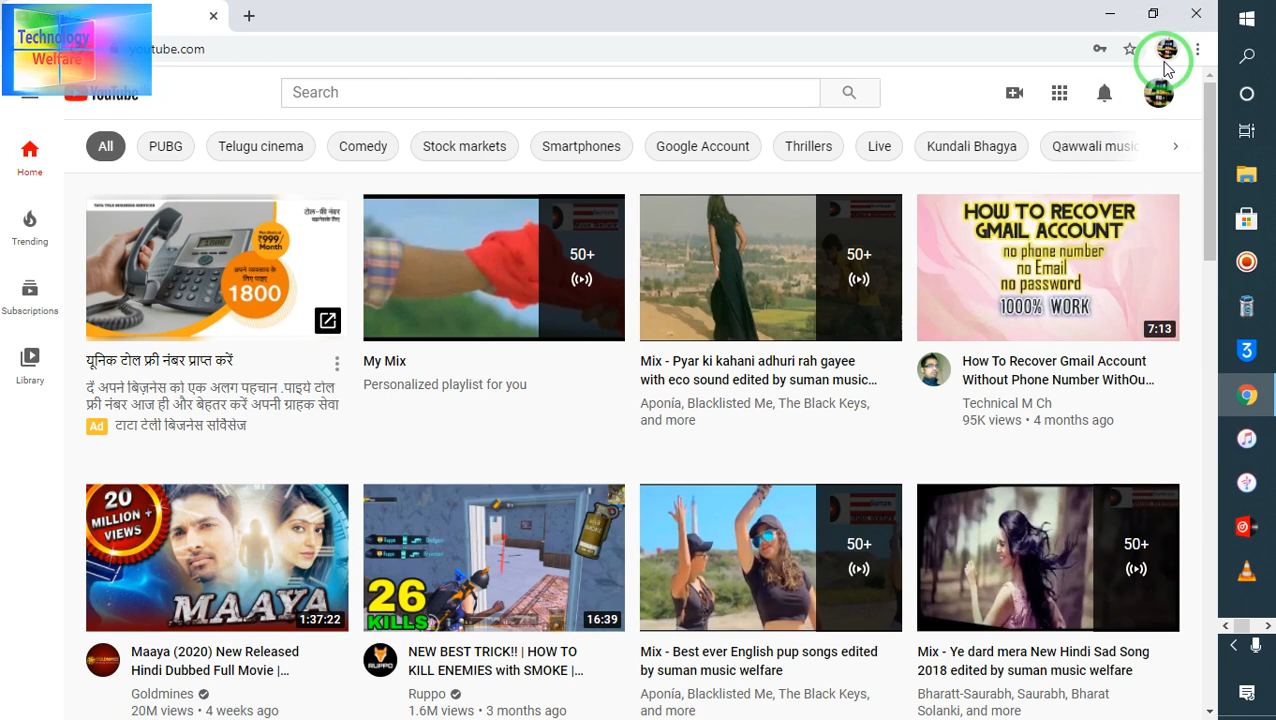 Technology
Welfare
youtube.com
YouTube
Search
All
PUBG
Telugu cinema
Comedy
Stock markets
Smartphones
Google Account
Thrillers
Live
Kundali Bhagya
Qawwali music
Home
Trending
Subscriptions
Library
टोल-फ्री नंबर
₹999/
Month
अपने व्यवसाय के
लिए पाइए
1800
50+
50+
HOW TO RECOVER
GMAIL ACCOUNT
no phone number
no Email
no password
1000% WORK
7:13
यूनिक टोल फ्री नंबर प्राप्त करें
दें अपने बिज़नेस को एक अलग पहचान .पाइये टोल
फ्री नंबर आज ही और बेहतर करें अपनी ग्राहक सेवा
Ad
टाटा टेली बिजनेस सर्विसेज
My Mix
Personalized playlist for you
Mix - Pyar ki kahani adhuri rah gayee
with eco sound edited by suman music...
Aponía, Blacklisted Me, The Black Keys,
and more
How To Recover Gmail Account
Without Phone Number WithOu...
Technical M Ch
95K views • 4 months ago
20
MILLION +
VIEWS
MAAYA
1:37:22
26
KILLS
16:39
50+
50+
Maaya (2020) New Released
Hindi Dubbed Full Movie |...
Goldmines
20M views • 4 weeks ago
NEW BEST TRICK!! | HOW TO
KILL ENEMIES with SMOKE |...
Ruppo
1.6M views • 3 months ago
Mix - Best ever English pup songs edited
by suman music welfare
Aponía, Blacklisted Me, The Black Keys,
and more
Mix - Ye dard mera New Hindi Sad Song
2018 edited by suman music welfare
Bharatt-Saurabh, Saurabh, Bharat
Solanki, and more